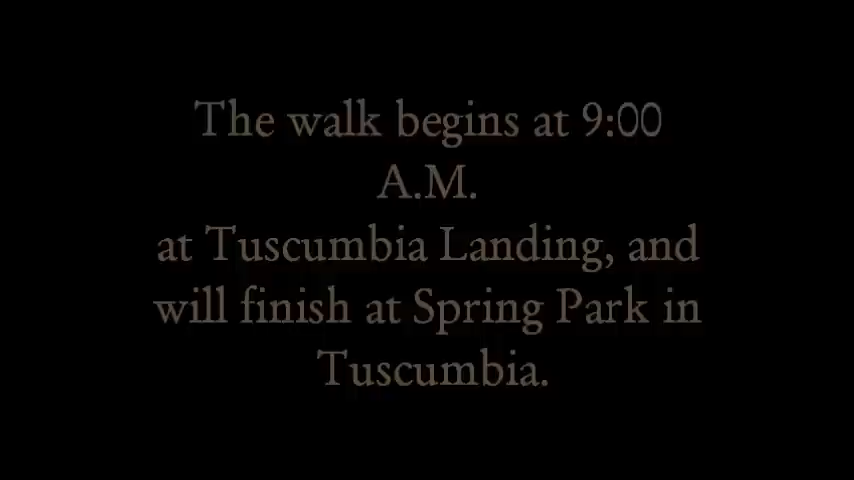 The walk begins at 9:00
A.M.
at Tuscumbia Landing, and
will finish at Spring Park in
Tuscumbia.